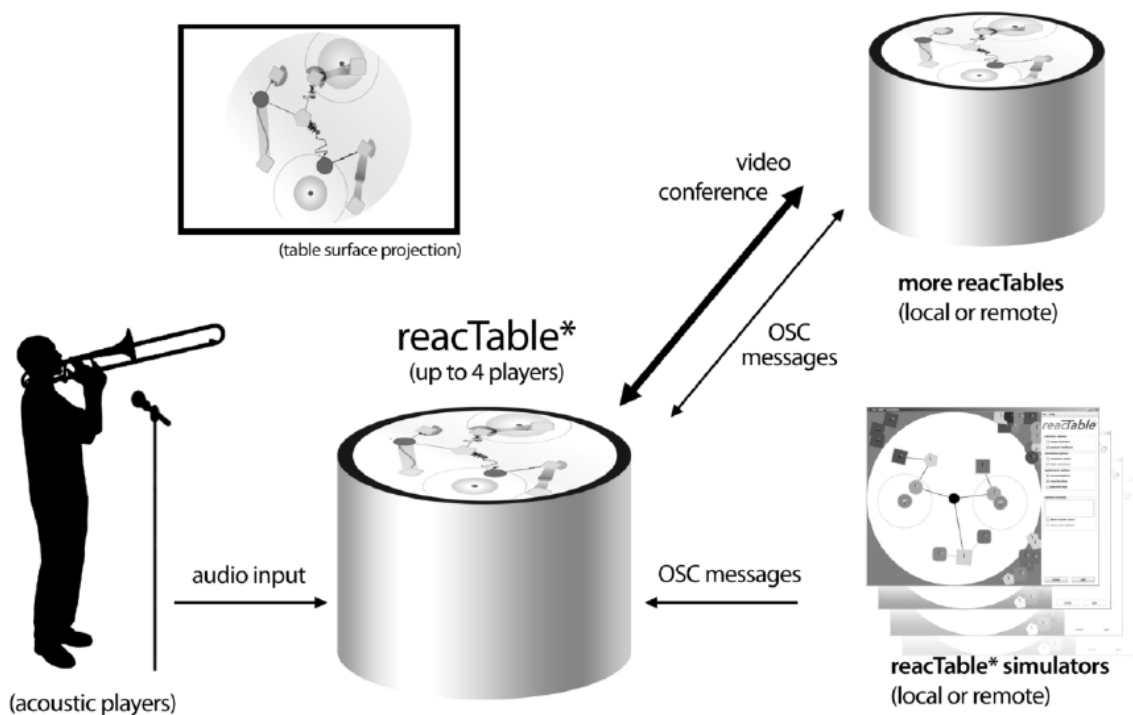 (table surface projection)
video
conference
more reacTables
(local or remote)
OSC
messages
reacTable*
(up to 4 players)
audio input
OSC messages
(acoustic players)
reacTable
reacTable* simulators
(local or remote)